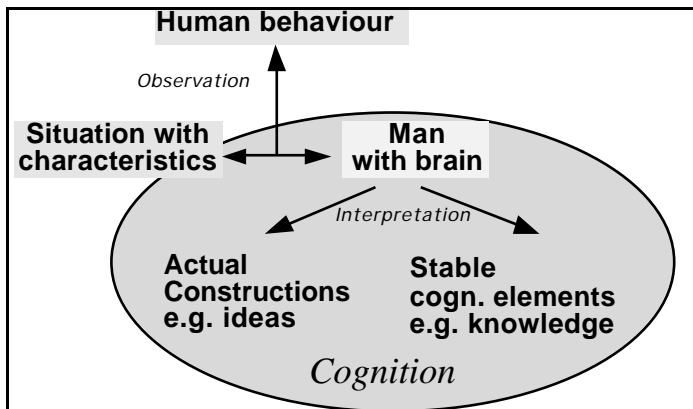 Human behaviour
Observation
Situation with
characteristics
Man
with brain
Interpretation
Actual
Constructions
e.g. ideas
Stable
cogn. elements
e.g. knowledge
Cognition